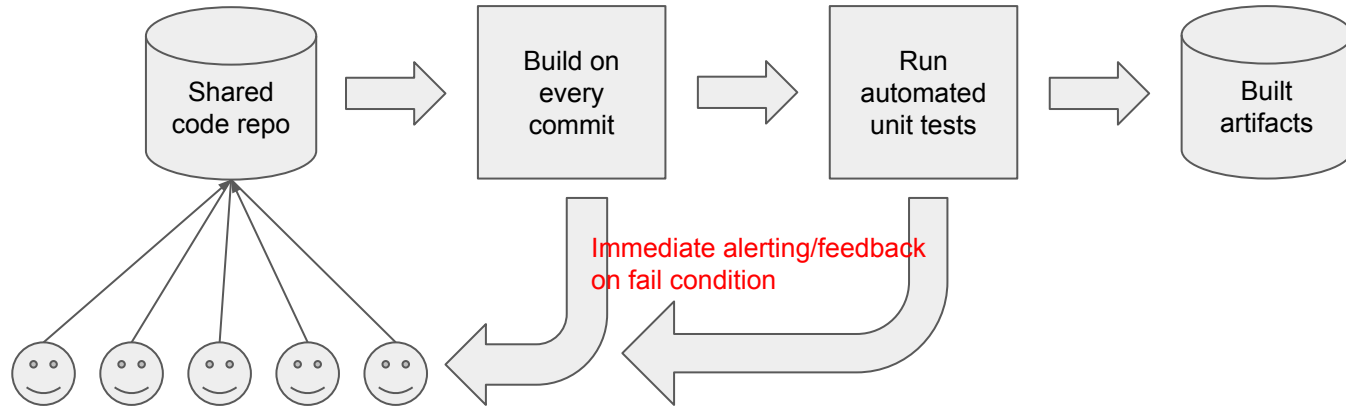 Shared
code repo
Build on
every
commit
Run
automated
unit tests
Built
artifacts
Immediate alerting/feedback
on fail condition